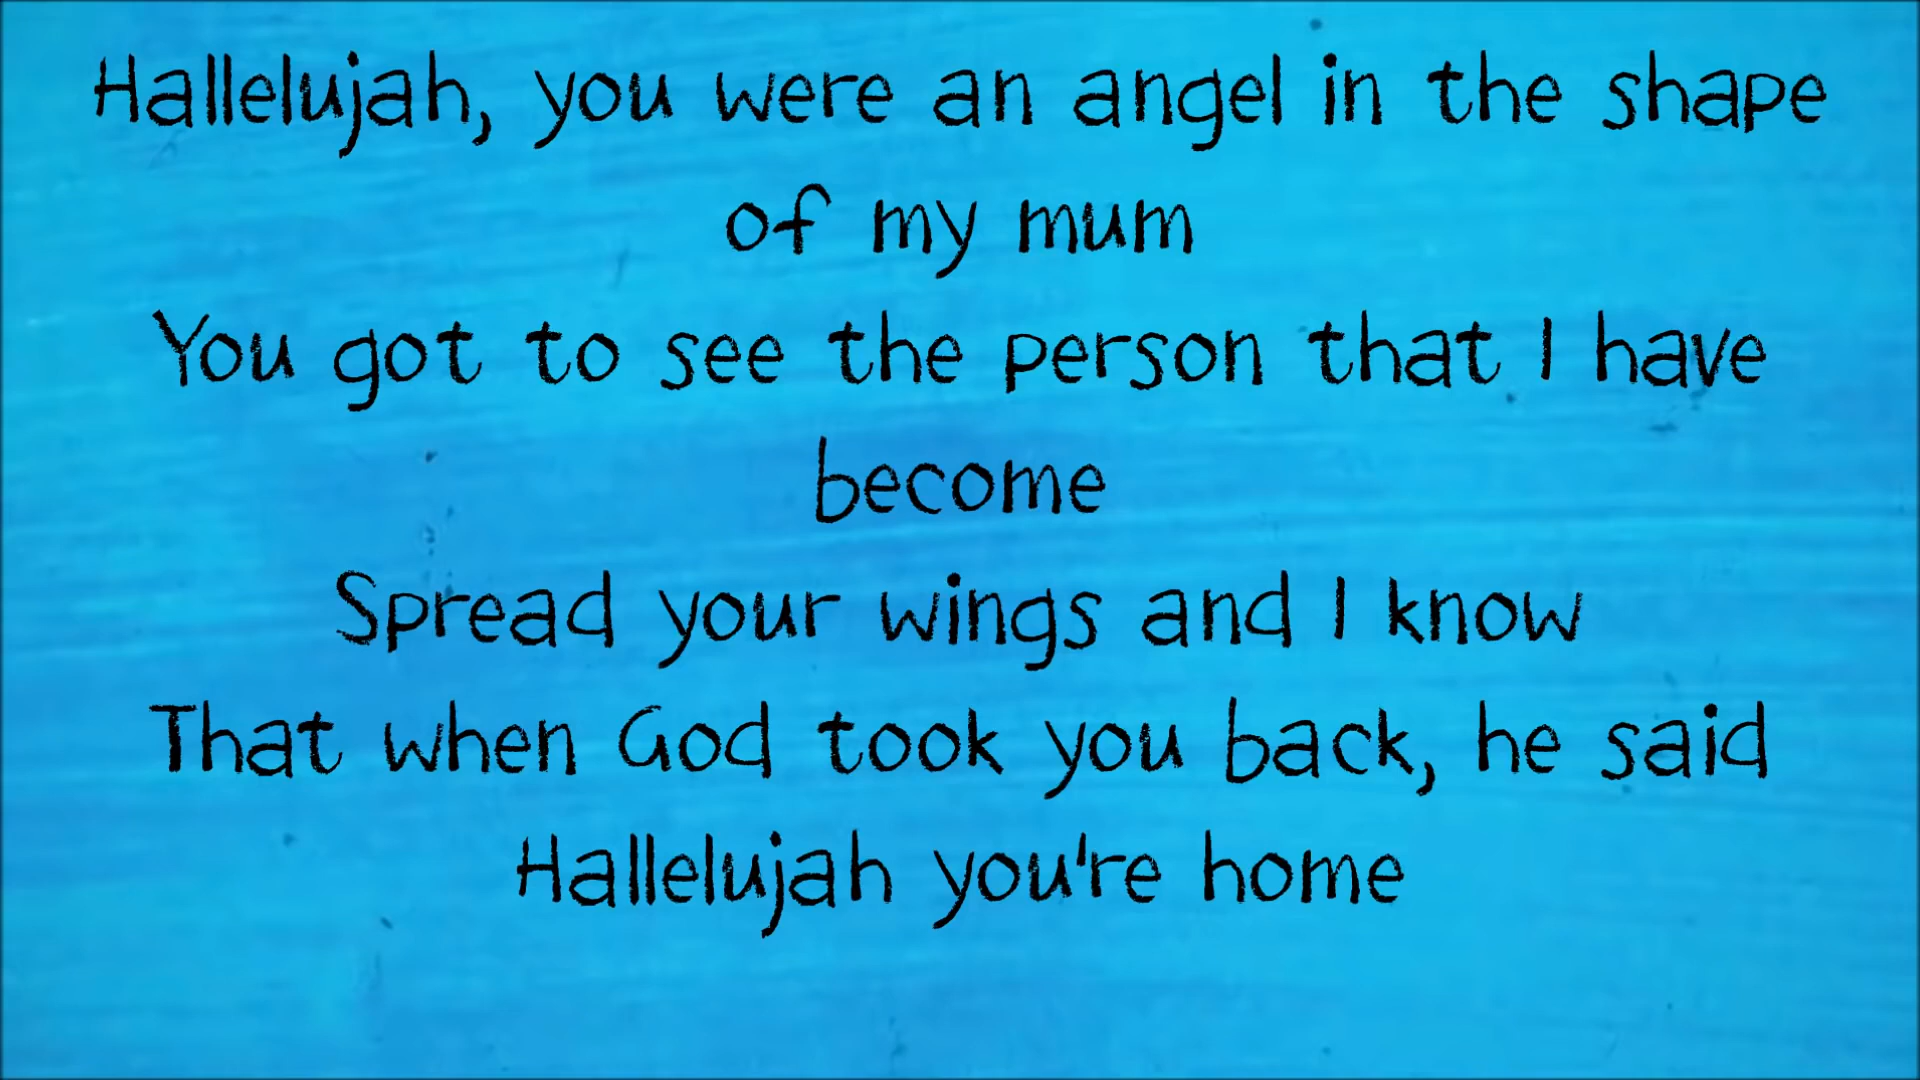 Hallelujah, you were an angel in the shape
of my mum
You got to see the person that I have
become
Spread your wings and I know
That when God took you back, he said
Hallelujah you're home